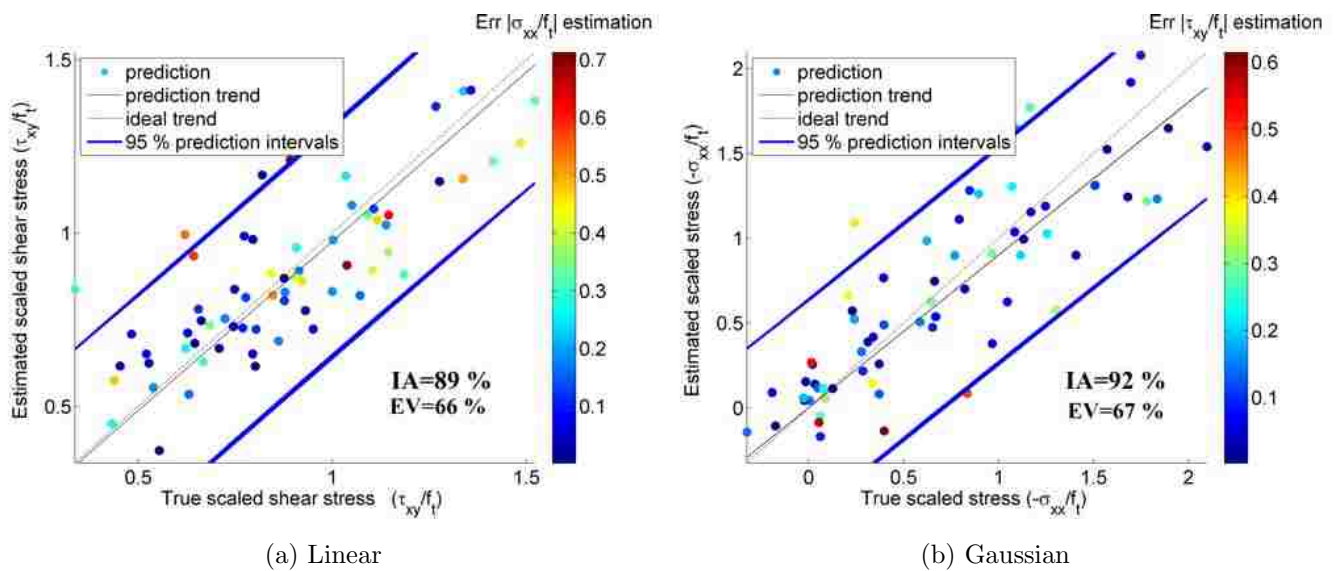 Err |σxx/ft| estimation
1.5
1
0.5
Estimated scaled shear stress (τxy/ft)
prediction
prediction trend
ideal trend
95 % prediction intervals
IA=89 %
EV=66 %
0.5
1
1.5
True scaled shear stress (τxy/ft)
0.7
0.6
0.5
0.4
0.3
0.2
0.1
(a) Linear
Err |τxy/ft| estimation
2
1.5
1
0.5
0
Estimated scaled stress (-σxx/ft)
prediction
prediction trend
ideal trend
95 % prediction intervals
IA=92 %
EV=67 %
0
0.5
1
1.5
2
True scaled stress (-σxx/ft)
0.6
0.5
0.4
0.3
0.2
0.1
(b) Gaussian